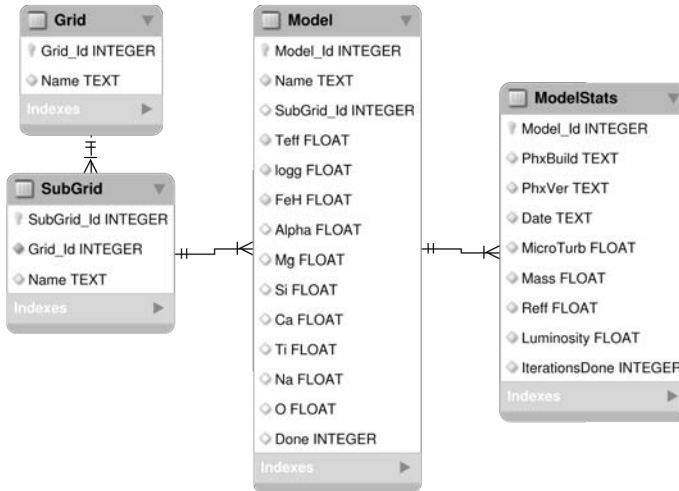 Grid
Grid_Id INTEGER
Name TEXT
Indexes
SubGrid
SubGrid_Id INTEGER
Grid_Id INTEGER
Name TEXT
Indexes
Model
Model_Id INTEGER
Name TEXT
SubGrid_Id INTEGER
Teff FLOAT
logg FLOAT
FeH FLOAT
Alpha FLOAT
Mg FLOAT
Si FLOAT
Ca FLOAT
Ti FLOAT
Na FLOAT
O FLOAT
Done INTEGER
Indexes
ModelStats
Model_Id INTEGER
PhxBuild TEXT
PhxVer TEXT
Date TEXT
MicroTurb FLOAT
Mass FLOAT
Reff FLOAT
Luminosity FLOAT
IterationsDone INTEGER
Indexes